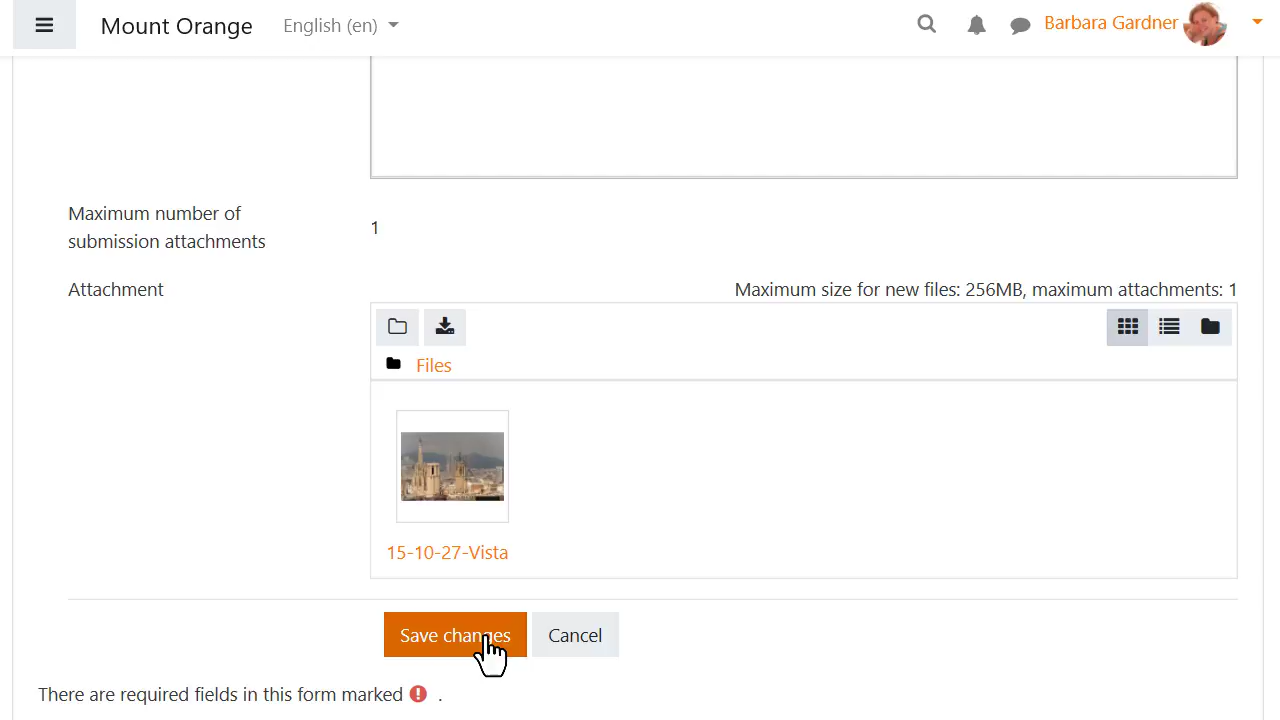 Mount Orange English (en) Barbara Gardner
Maximum number of
submission attachments
1
Attachment
Maximum size for new files: 256MB, maximum attachments: 1
Files
15-10-27-Vista
Save changes Cancel
There are required fields in this form marked .